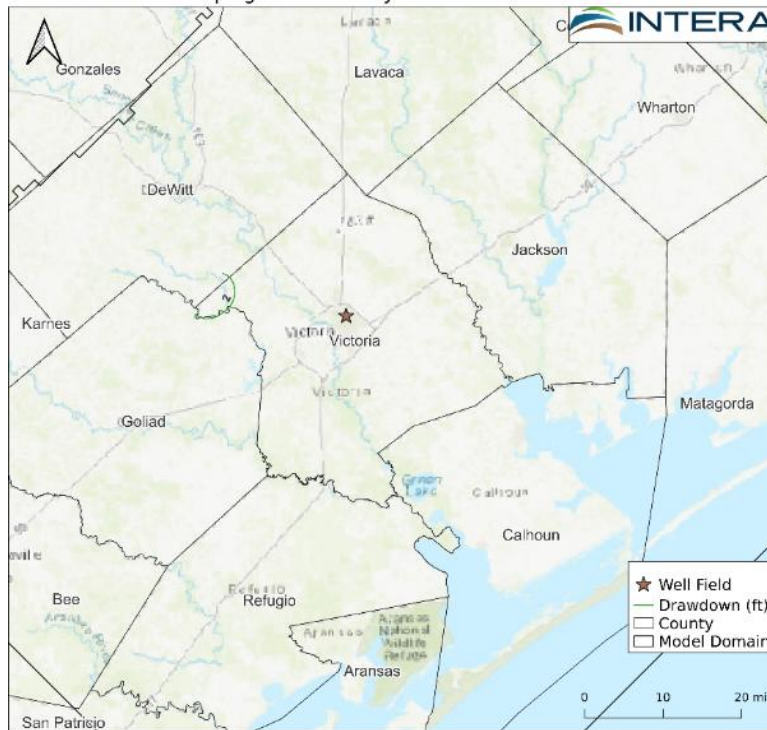 INTERA
Gonzales
Lavaca
Wharton
DeWitt
Jackson
2
Karnes
Victoria
Victoria
Victoria
Matagorda
Goliad
Green
Lake
Calhoun
Calhoun
Bee
Refugio
Refugio
Aransas
Aransas
National
Wildlife
Refuge
Aransas
San Patricio
Well Field
Drawdown (ft)
County
Model Domain
0 10 20 mi